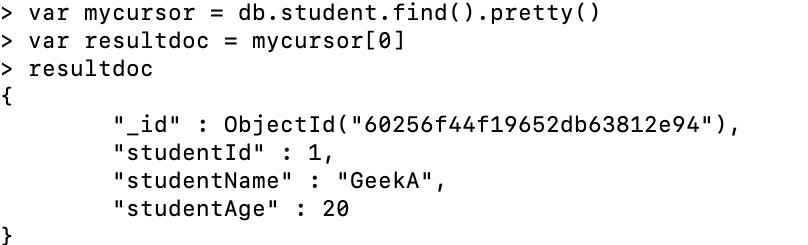 > var mycursor = db.student.find().pretty()
> var resultdoc = mycursor[0]
> resultdoc
{
        "_id" : ObjectId("60256f44f19652db63812e94"),
        "studentId" : 1,
        "studentName" : "GeekA",
        "studentAge" : 20
}